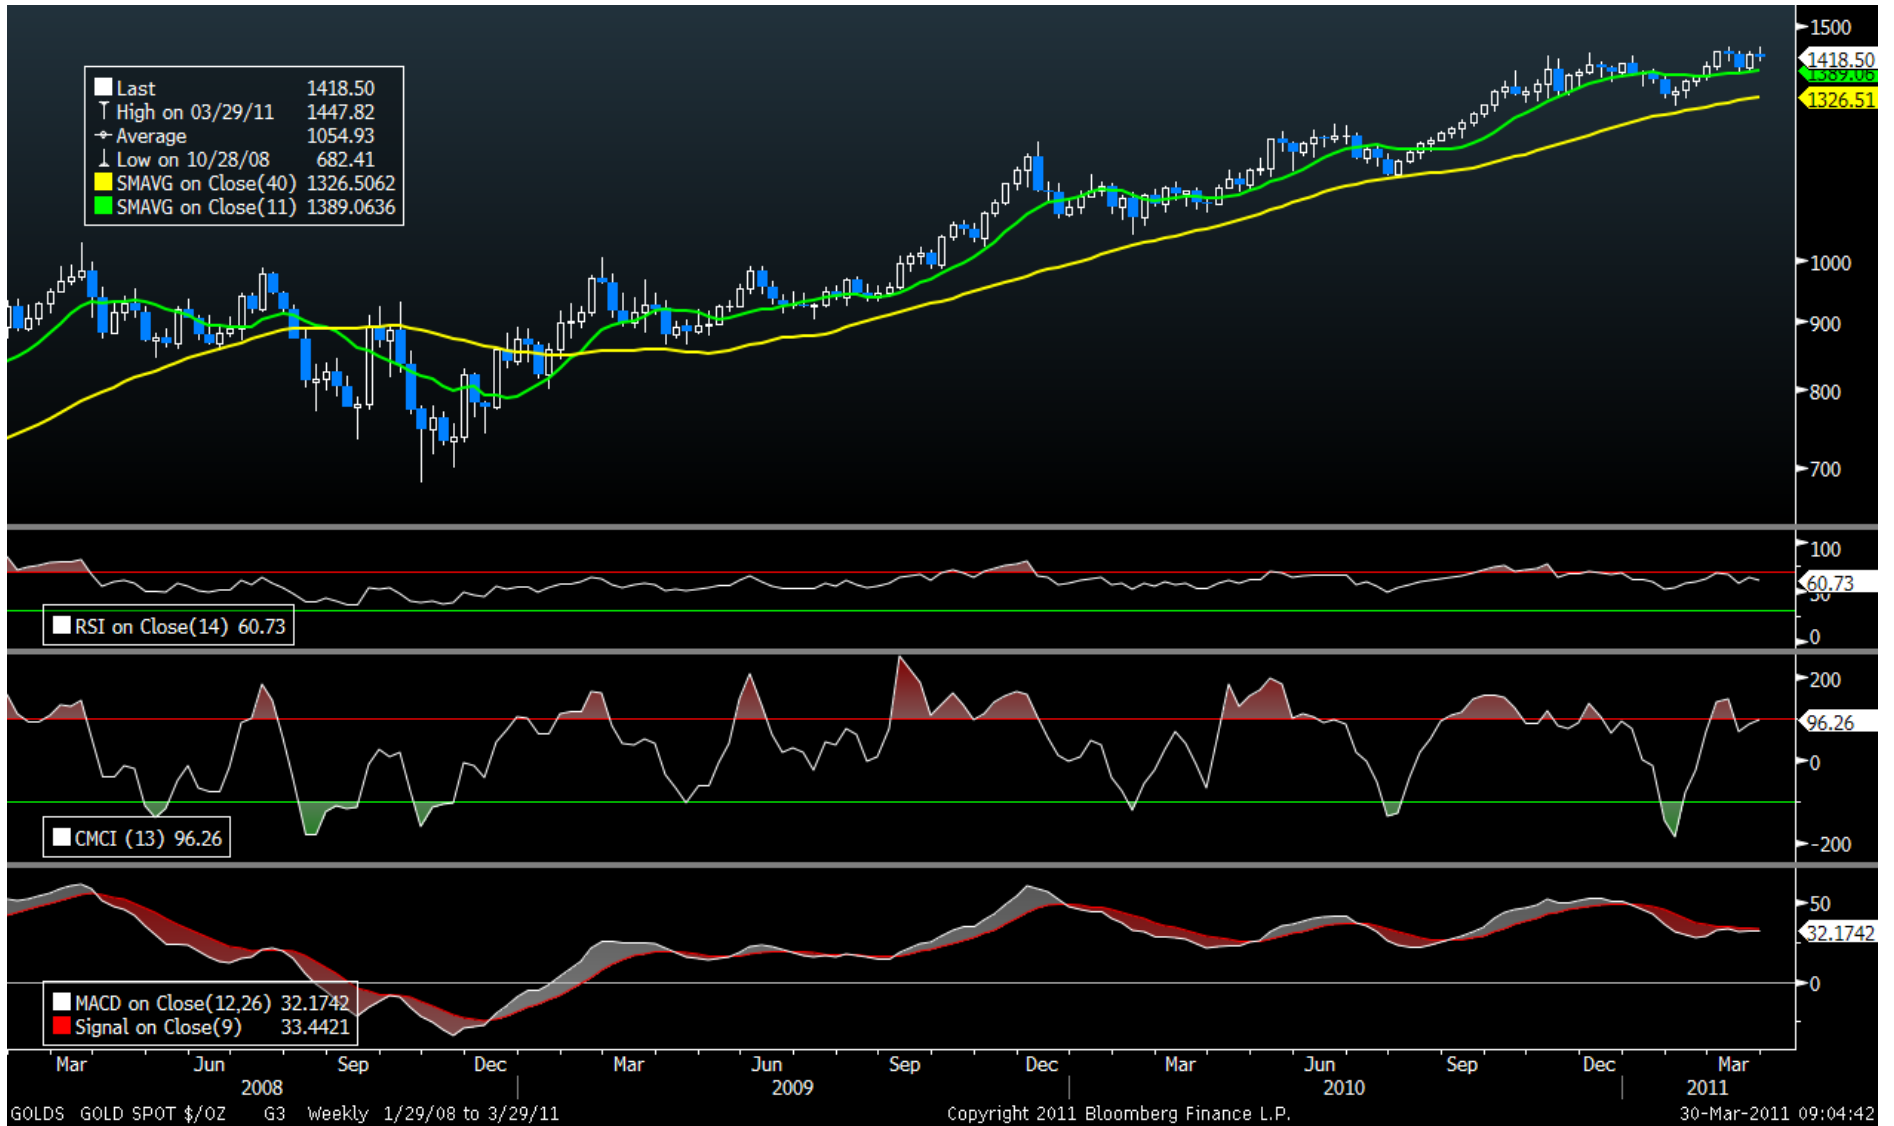 Last 1418.50
High on 03/29/11 1447.82
Average 1054.93
Low on 10/28/08 682.41
SMAVG on Close(40) 1326.5062
SMAVG on Close(11) 1389.0636
1500
1418.50
1389.06
1326.51
1000
900
800
700
100
60.73
50
0
RSI on Close(14) 60.73
200
96.26
0
-200
CMCI (13) 96.26
50
32.1742
0
MACD on Close(12,26) 32.1742
Signal on Close(9) 33.4421
Mar Jun Sep Dec Mar Jun Sep Dec Mar Jun Sep Dec Mar
2008 2009 2010 2011
GOLDS GOLD SPOT $/OZ G3 Weekly 1/29/08 to 3/29/11 Copyright 2011 Bloomberg Finance L.P. 30-Mar-2011 09:04:42